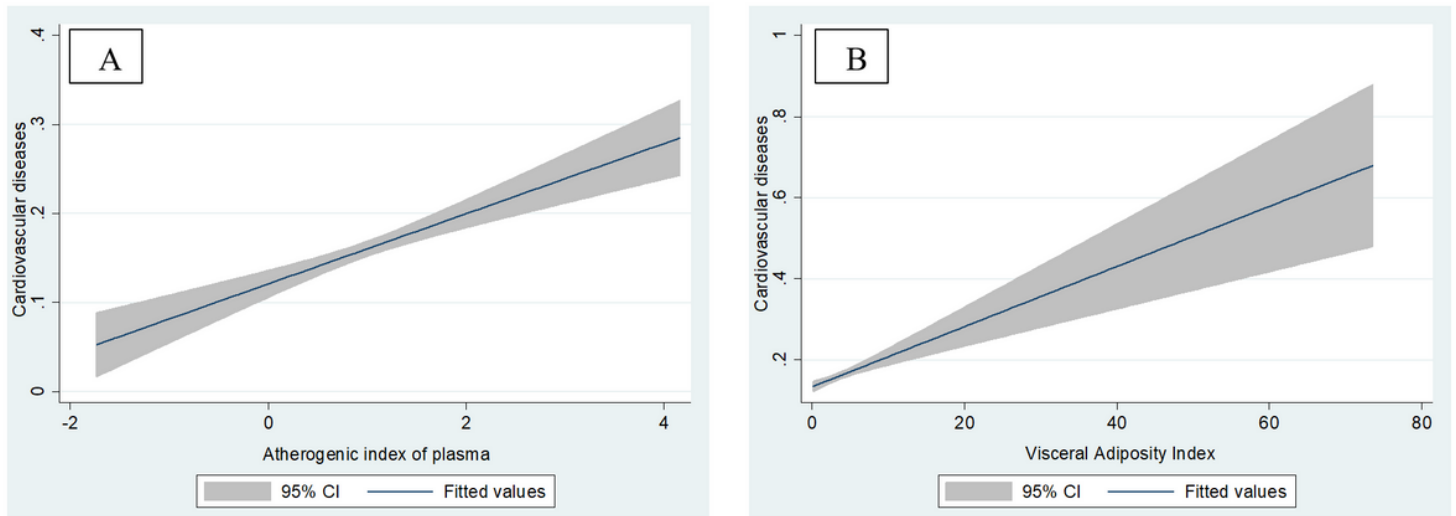 A
Cardiovascular diseases
.4
.3
.2
.1
0
-2 0 2 4
Atherogenic index of plasma
95% CI Fitted values
B
Cardiovascular diseases
1
.8
.6
.4
.2
0 20 40 60 80
Visceral Adiposity Index
95% CI Fitted values